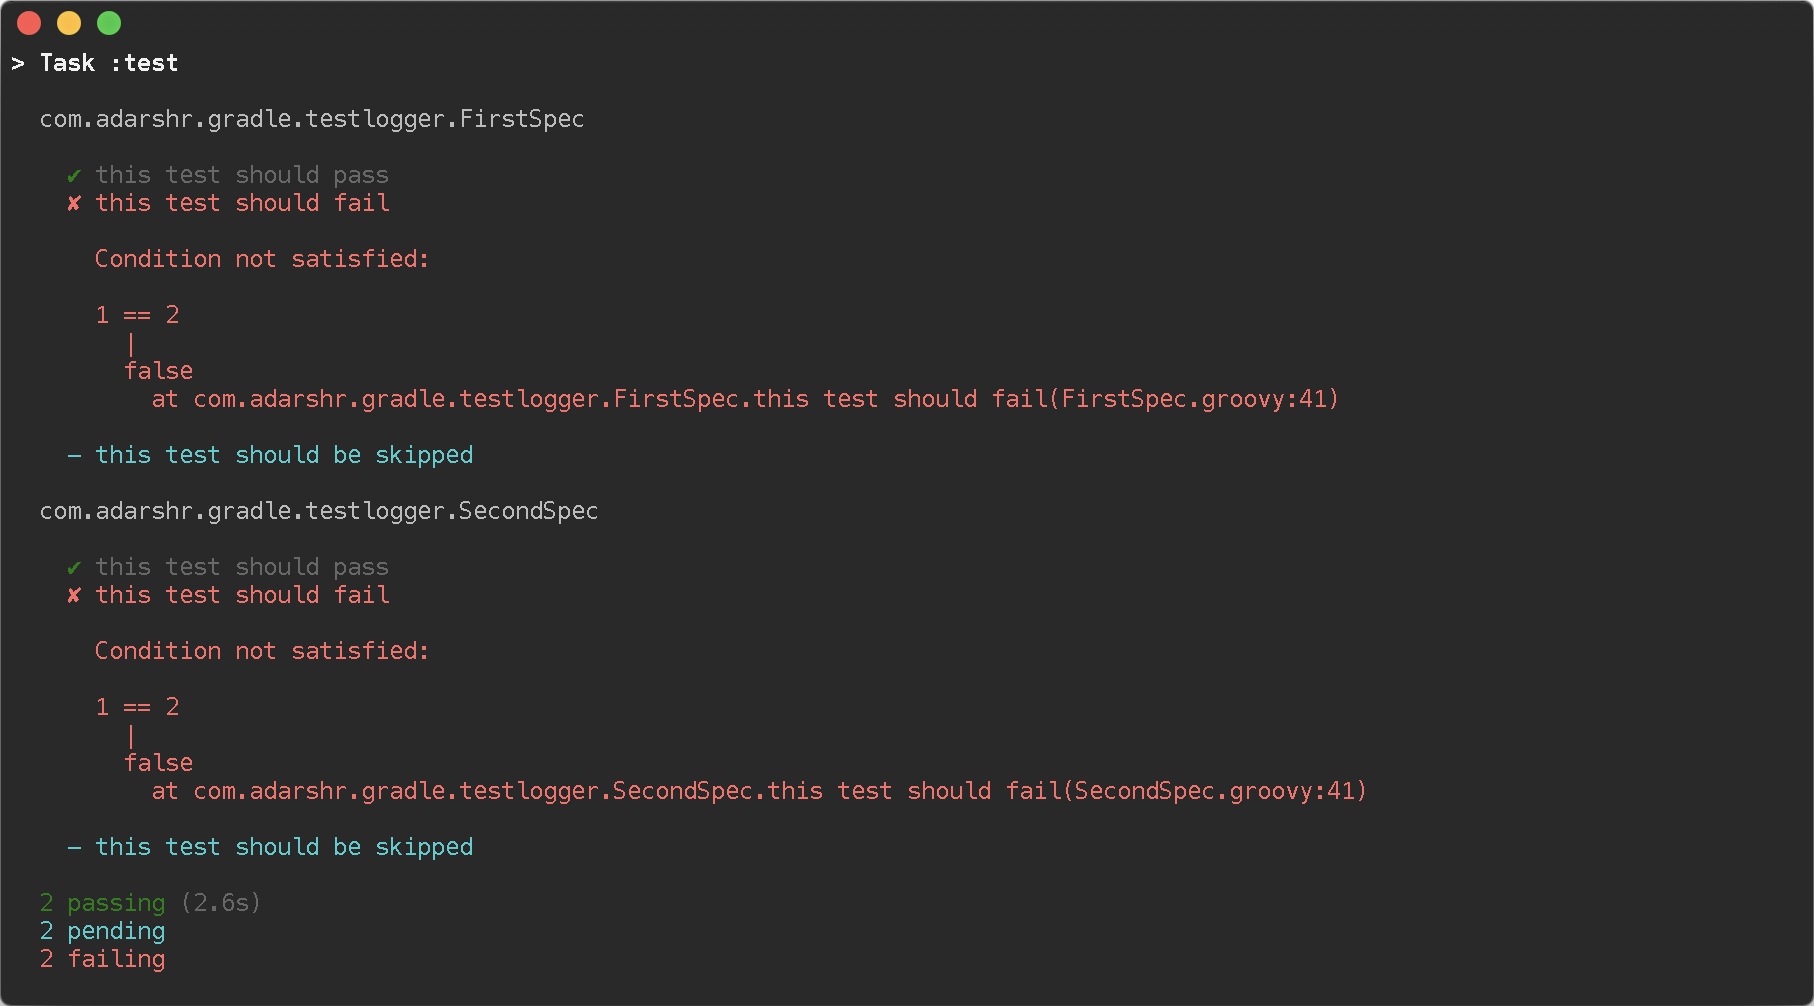 > Task :test
com.adarshr.gradle.testlogger.FirstSpec
✔ this test should pass
✘ this test should fail
Condition not satisfied:
1 == 2
|
false
at com.adarshr.gradle.testlogger.FirstSpec.this test should fail(FirstSpec.groovy:41)
– this test should be skipped
com.adarshr.gradle.testlogger.SecondSpec
✔ this test should pass
✘ this test should fail
Condition not satisfied:
1 == 2
|
false
at com.adarshr.gradle.testlogger.SecondSpec.this test should fail(SecondSpec.groovy:41)
– this test should be skipped
2 passing (2.6s)
2 pending
2 failing